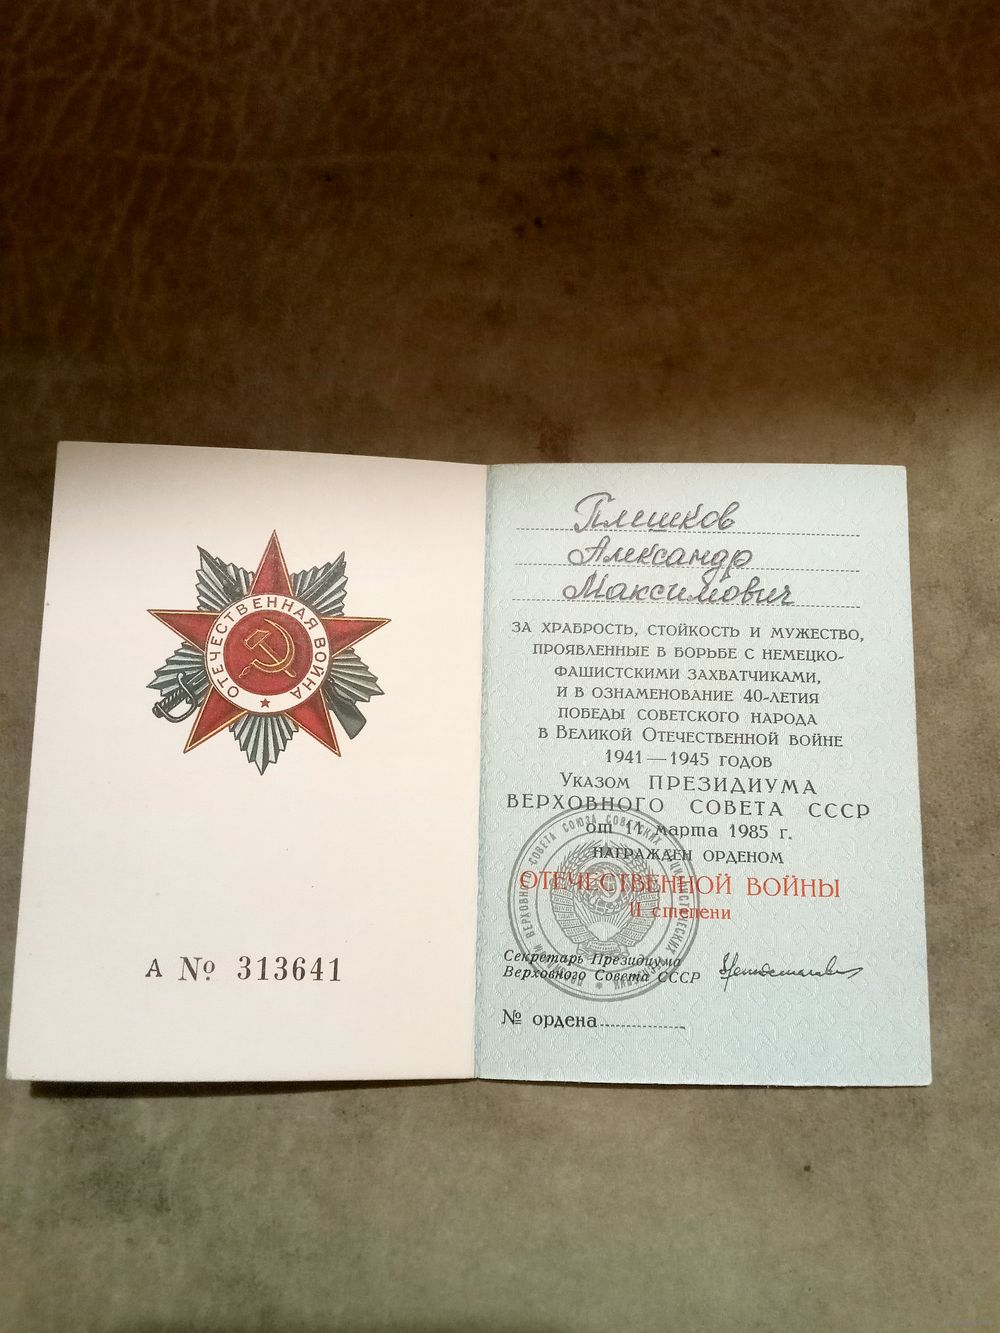 ОТЕЧЕСТВЕННАЯ ВОЙНА
А № 313641
Плешков
Александр
Максимович
ЗА ХРАБРОСТЬ, СТОЙКОСТЬ И МУЖЕСТВО,
ПРОЯВЛЕННЫЕ В БОРЬБЕ С НЕМЕЦКО-
ФАШИСТСКИМИ ЗАХВАТЧИКАМИ,
И В ОЗНАМЕНОВАНИЕ 40-ЛЕТИЯ
ПОБЕДЫ СОВЕТСКОГО НАРОДА
В ВЕЛИКОЙ ОТЕЧЕСТВЕННОЙ ВОЙНЕ
1941—1945 ГОДОВ
УКАЗОМ ПРЕЗИДИУМА
ВЕРХОВНОГО СОВЕТА СССР
от 11 марта 1985 г.
НАГРАЖДЕН ОРДЕНОМ
ОТЕЧЕСТВЕННОЙ ВОЙНЫ
II степени
Секретарь Президиума
Верховного Совета СССР
№ ордена